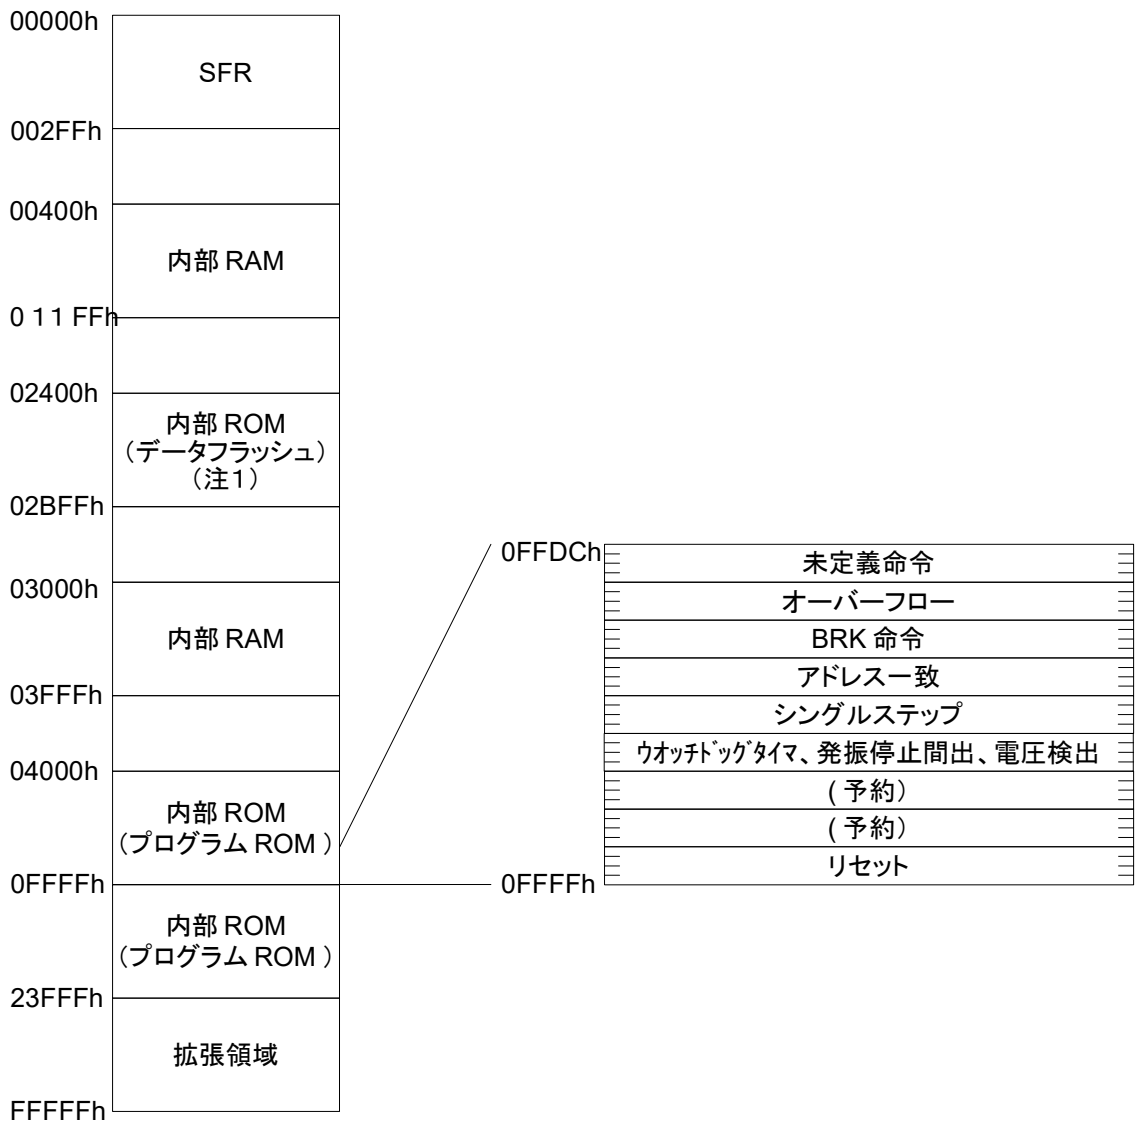 00000h
SFR
002FFh
00400h
内部 RAM
0 1 1 FFh
02400h
内部 ROM
(データフラッシュ)
(注1)
02BFFh
03000h
内部 RAM
03FFFh
04000h
内部 ROM
(プログラム ROM )
0FFFFh
内部 ROM
(プログラム ROM )
23FFFh
拡張領域
FFFFFh
0FFDCh
未定義命令
オーバーフロー
BRK 命令
アドレス一致
シングルステップ
ウオッチドッグタイマ、発振停止間出、電圧検出
( 予約)
( 予約)
リセット
0FFFFh